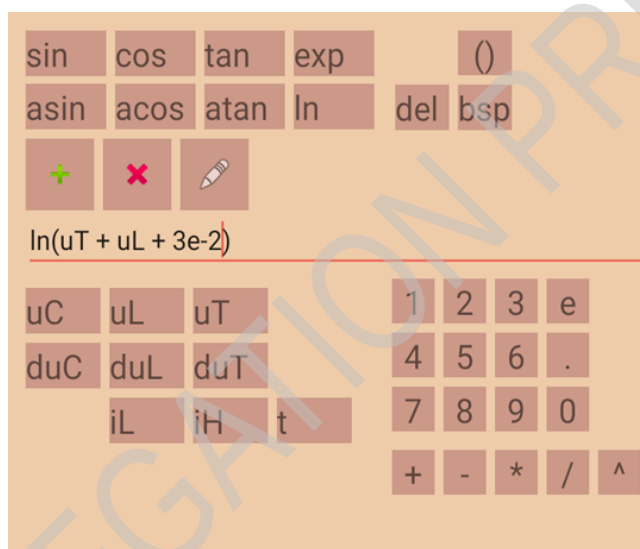 sin cos tan exp ()
asin acos atan ln del bsp
ln(uT + uL + 3e-2)
uC uL uT 1 2 3 e
duC duL duT 4 5 6 .
iL iH t 7 8 9 0
+ - * / ^